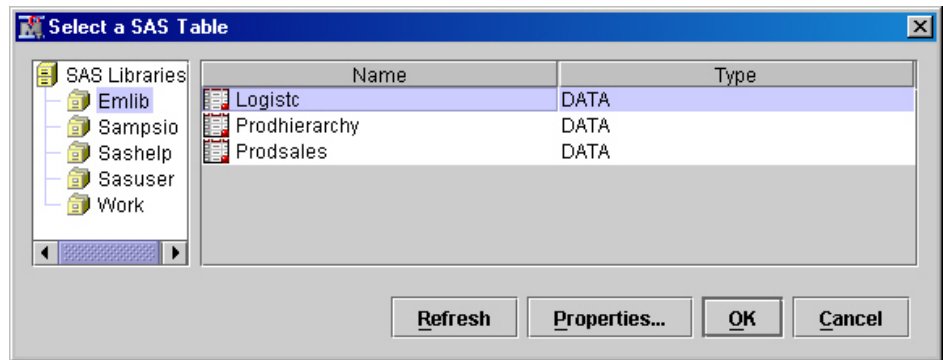 Select a SAS Table
SAS Libraries
Emlib
Sampsio
Sashelp
Sasuser
Work
Name Type
Logistc DATA
Prodhierarchy DATA
Prodsales DATA
Refresh Properties... OK Cancel